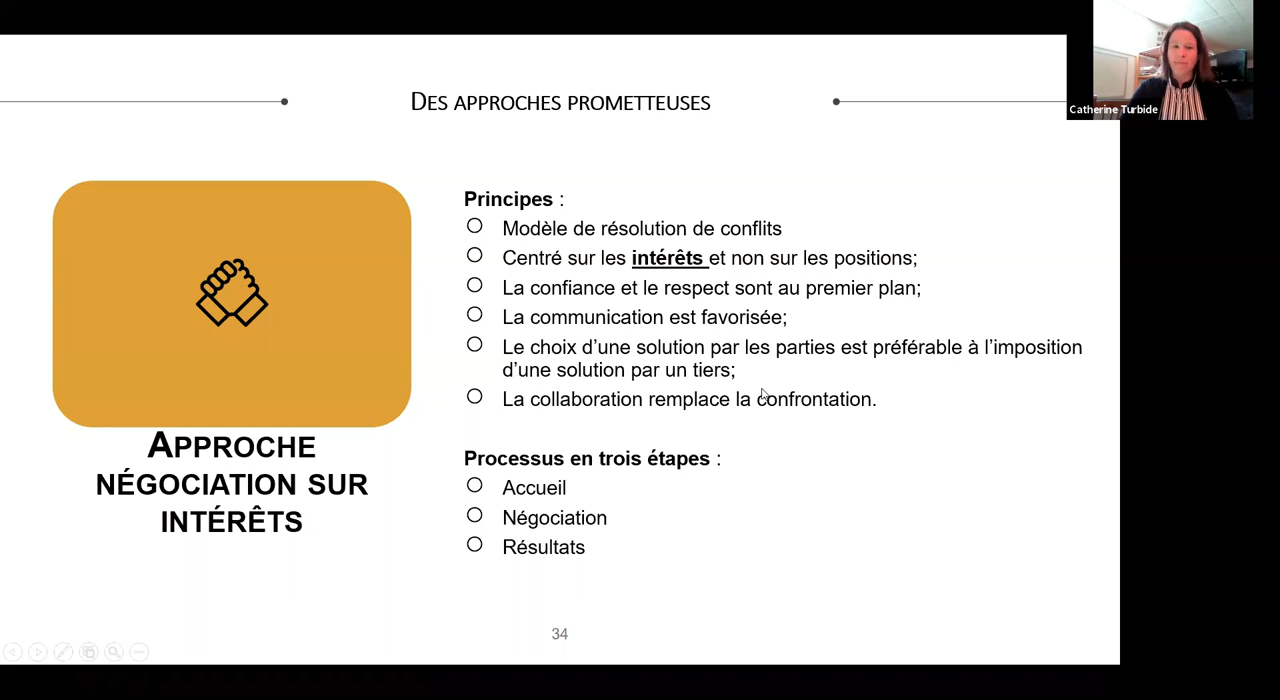 DES APPROCHES PROMETTEUSES
Catherine Turbide
APPROCHE
NÉGOCIATION SUR
INTÉRÊTS
Principes :
Modèle de résolution de conflits
Centré sur les intérêts et non sur les positions;
La confiance et le respect sont au premier plan;
La communication est favorisée;
Le choix d’une solution par les parties est préférable à l’imposition
d’une solution par un tiers;
La collaboration remplace la confrontation.
Processus en trois étapes :
Accueil
Négociation
Résultats
34